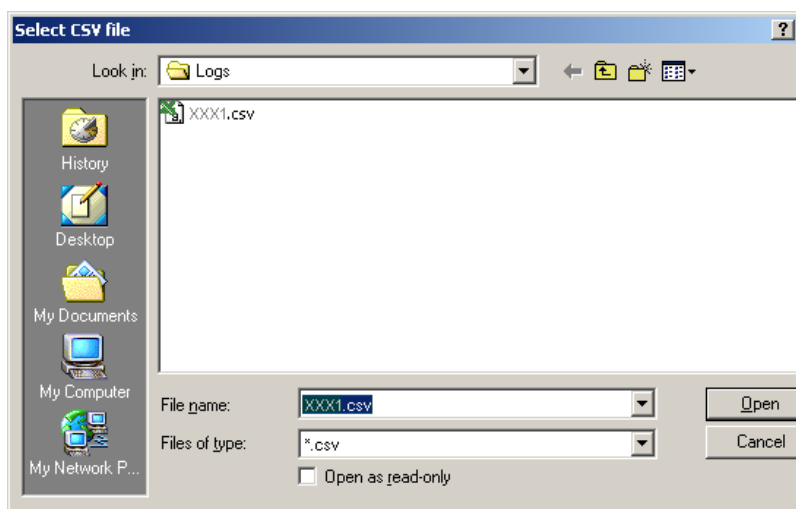 Select CSV file
?
Look in:
Logs
XXX1.csv
History
Desktop
My Documents
My Computer
My Network P...
File name:
XXX1.csv
Open
Files of type:
*.csv
Cancel
Open as read-only